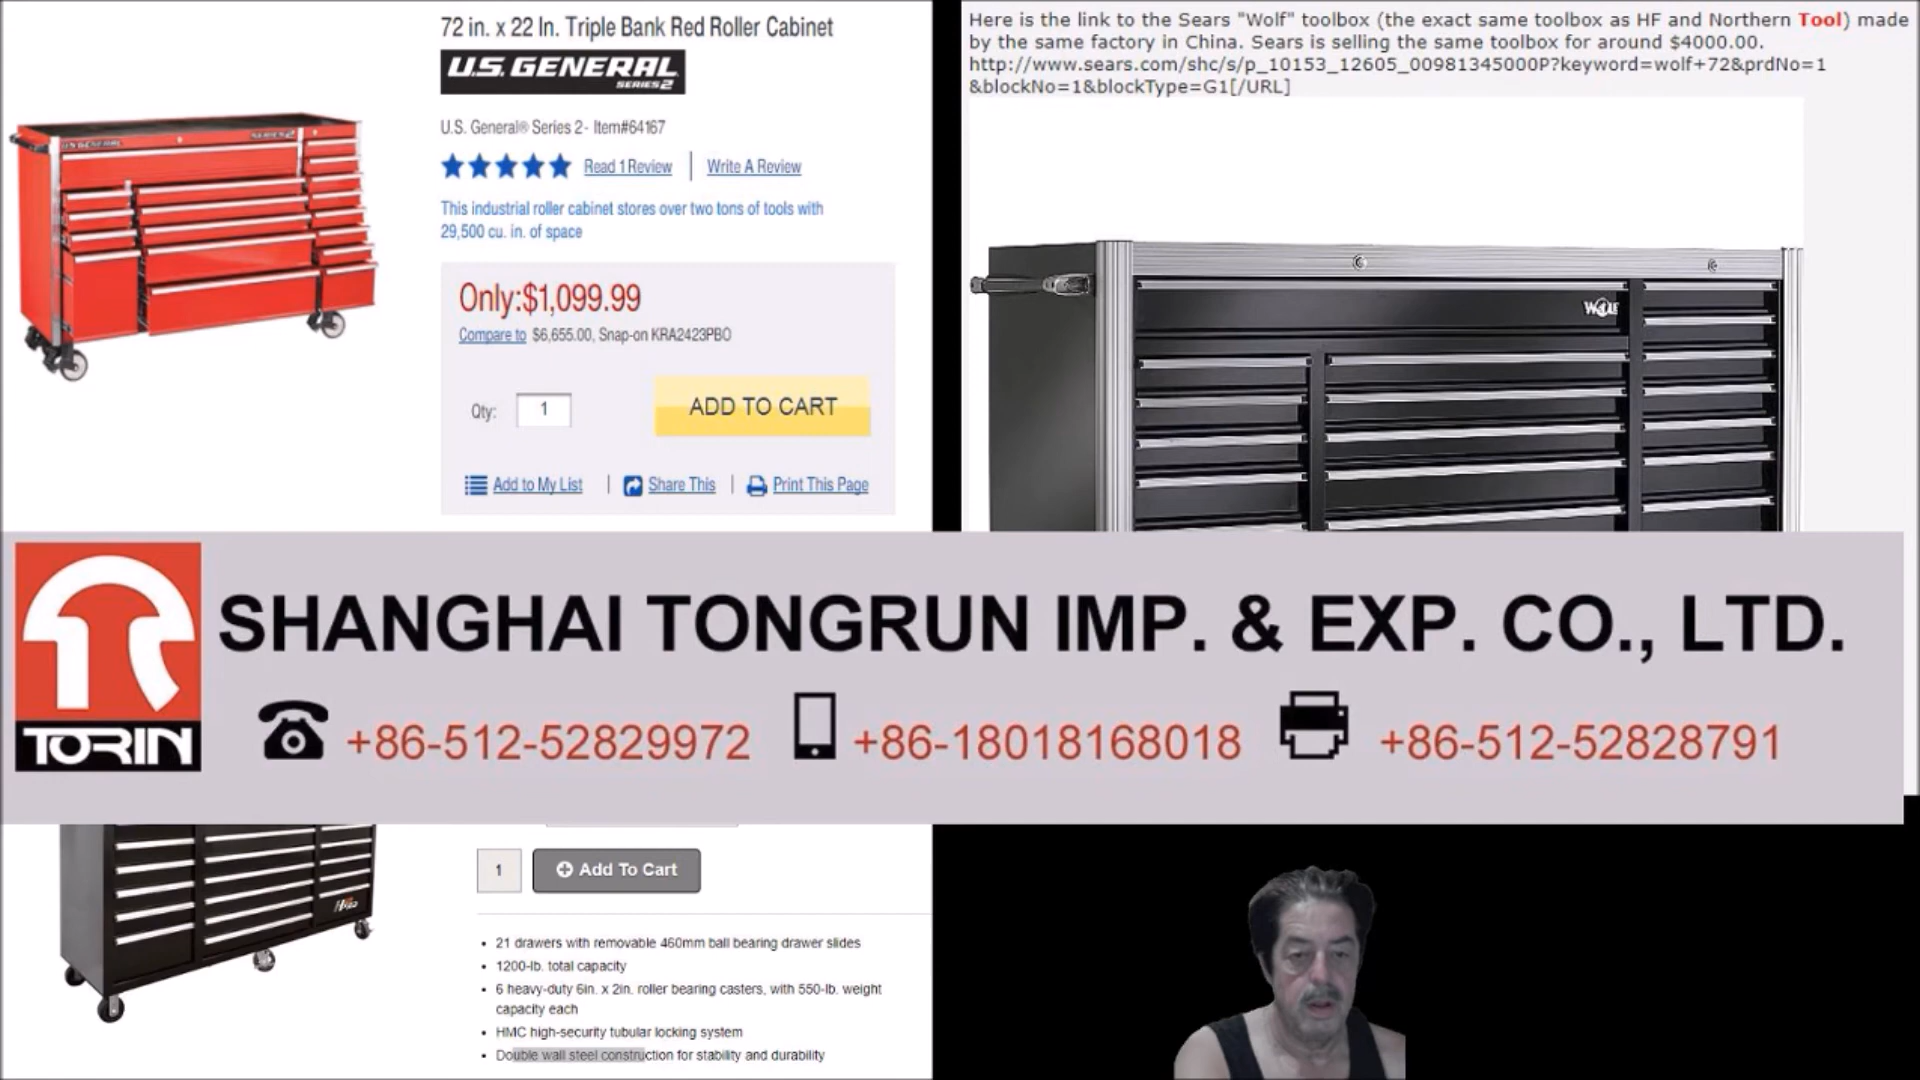 72 in. x 22 In. Triple Bank Red Roller Cabinet
U.S. GENERAL
SERIES 2
U.S. General® Series 2- Item#64167
Read 1 Review | Write A Review
This industrial roller cabinet stores over two tons of tools with
29,500 cu. in. of space
Only:$1,099.99
Compare to $6,655.00, Snap-on KRA2423PBO
Qty: 1
ADD TO CART
Add to My List | Share This | Print This Page
U.S. GENERAL
SERIES 2
Here is the link to the Sears "Wolf" toolbox (the exact same toolbox as HF and Northern Tool) made
by the same factory in China. Sears is selling the same toolbox for around $4000.00.
http://www.sears.com/shc/s/p_10153_12605_00981345000P?keyword=wolf+72&prdNo=1
&blockNo=1&blockType=G1[/URL]
WOLF
TORIN
SHANGHAI TONGRUN IMP. & EXP. CO., LTD.
+86-512-52829972
+86-18018168018
+86-512-52828791
1
Add To Cart
• 21 drawers with removable 460mm ball bearing drawer slides
• 1200-lb. total capacity
• 6 heavy-duty 6in. x 2in. roller bearing casters, with 550-lb. weight
capacity each
• HMC high-security tubular locking system
• Double wall steel construction for stability and durability